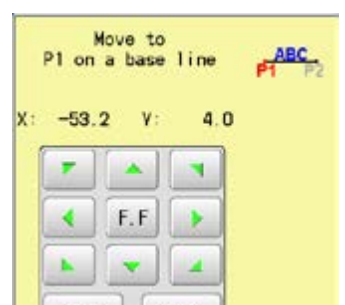 Move to
P1 on a base line
ABC
P1 P2
X: -53.2 Y: 4.0
F.F